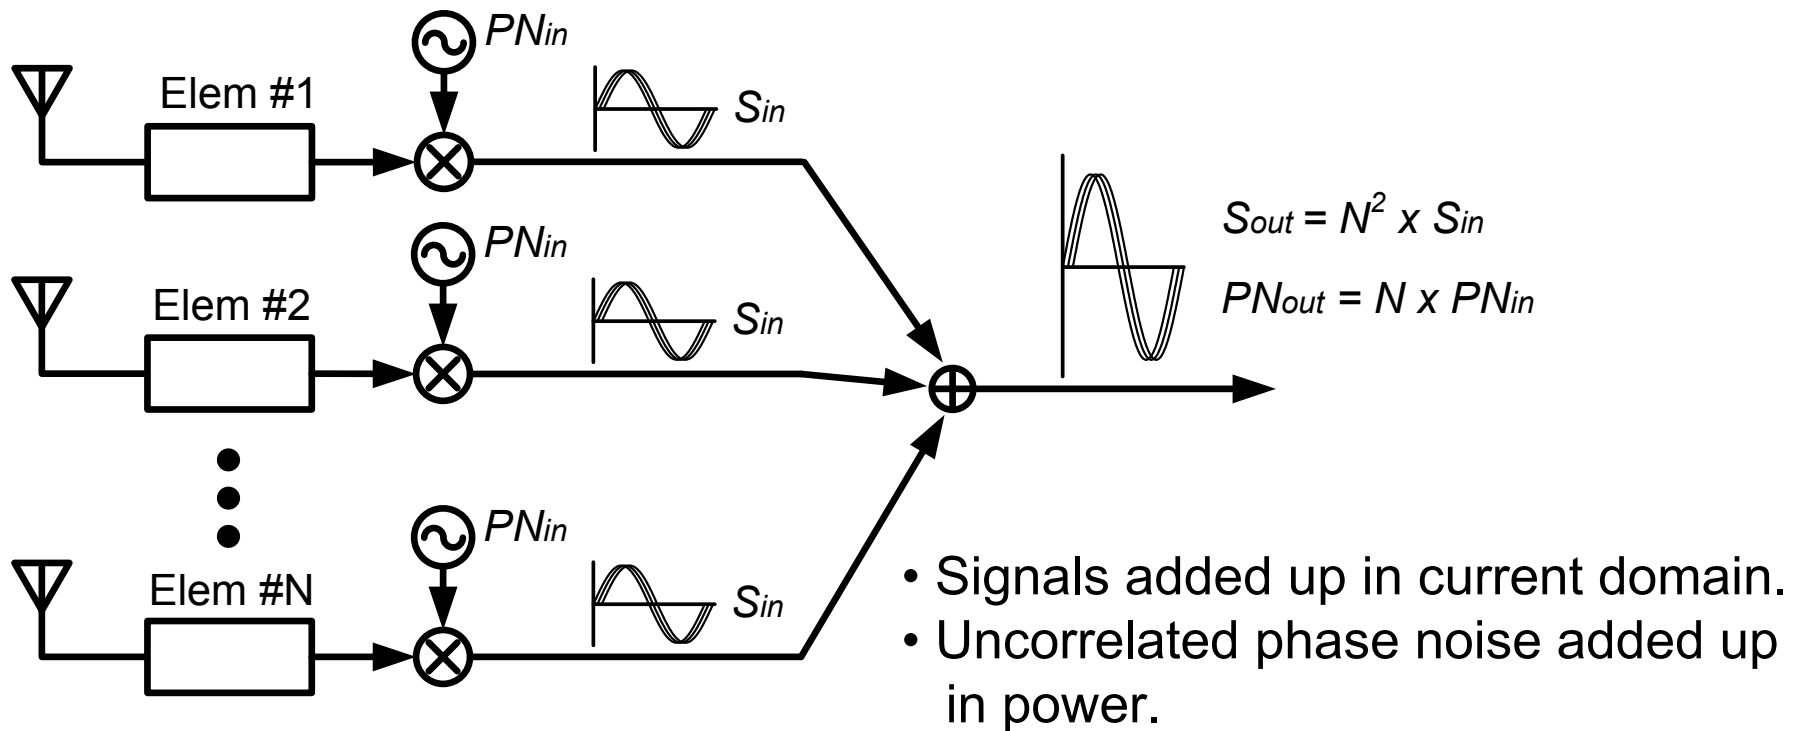 PNin
Elem #1
Sin
PNin
Elem #2
Sin
Sout = N² x Sin
PNout = N x PNin
PNin
Elem #N
Sin
• Signals added up in current domain.
• Uncorrelated phase noise added up
in power.